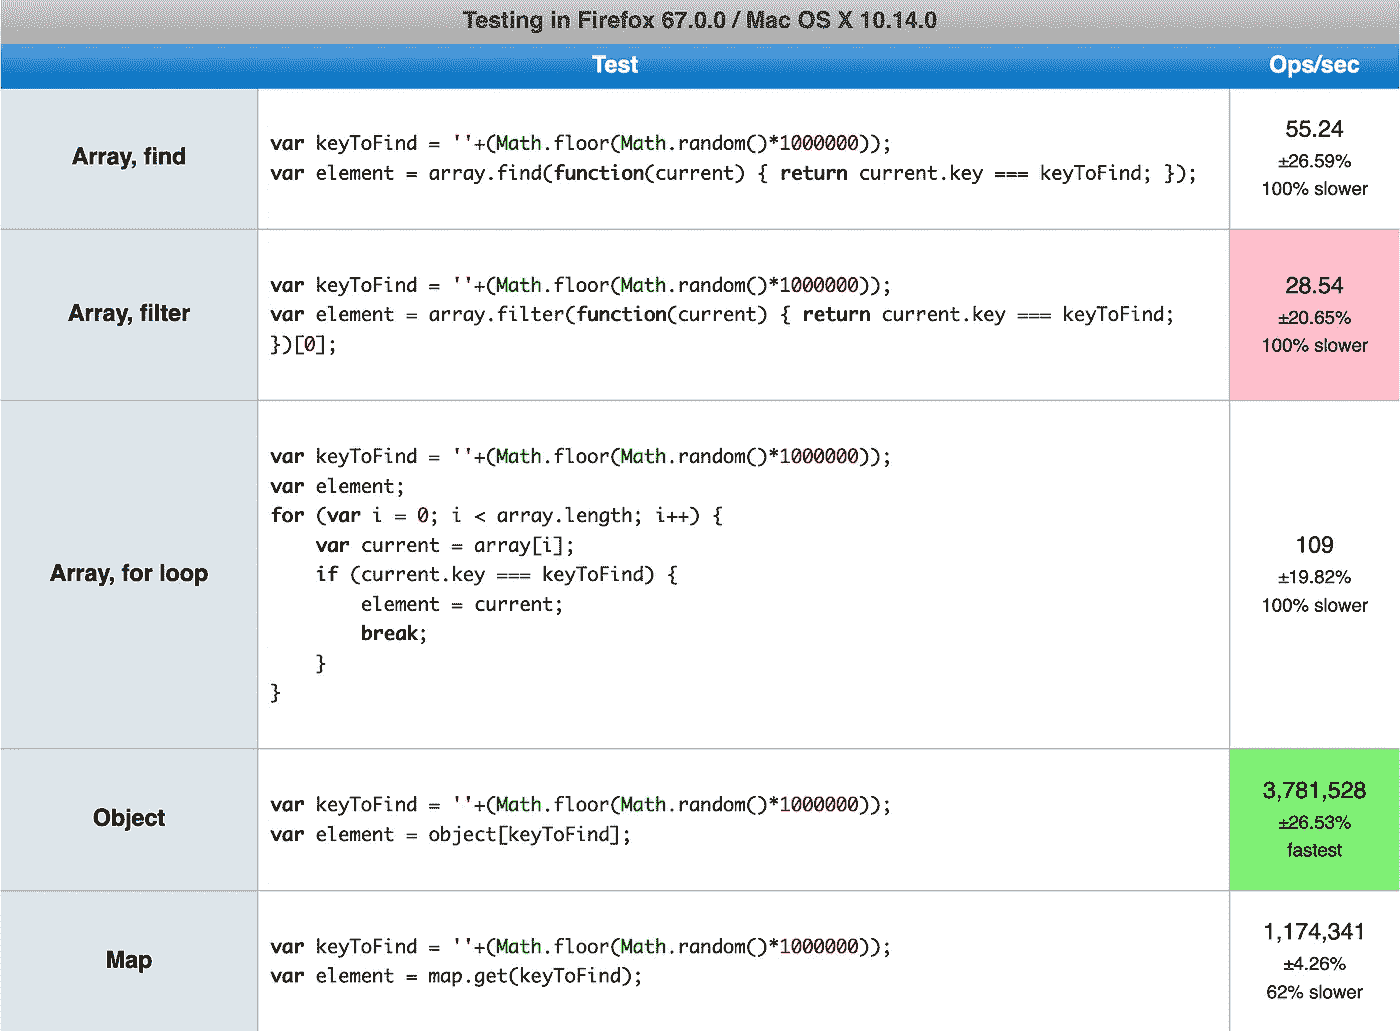 Testing in Firefox 67.0.0 / Mac OS X 10.14.0
Test Ops/sec
Array, find
var keyToFind = ''+(Math.floor(Math.random()*1000000));
var element = array.find(function(current) { return current.key === keyToFind; });
55.24
±26.59%
100% slower
Array, filter
var keyToFind = ''+(Math.floor(Math.random()*1000000));
var element = array.filter(function(current) { return current.key === keyToFind;
})[0];
28.54
±20.65%
100% slower
Array, for loop
var keyToFind = ''+(Math.floor(Math.random()*1000000));
var element;
for (var i = 0; i < array.length; i++) {
    var current = array[i];
    if (current.key === keyToFind) {
        element = current;
        break;
    }
}
109
±19.82%
100% slower
Object
var keyToFind = ''+(Math.floor(Math.random()*1000000));
var element = object[keyToFind];
3,781,528
±26.53%
fastest
Map
var keyToFind = ''+(Math.floor(Math.random()*1000000));
var element = map.get(keyToFind);
1,174,341
±4.26%
62% slower